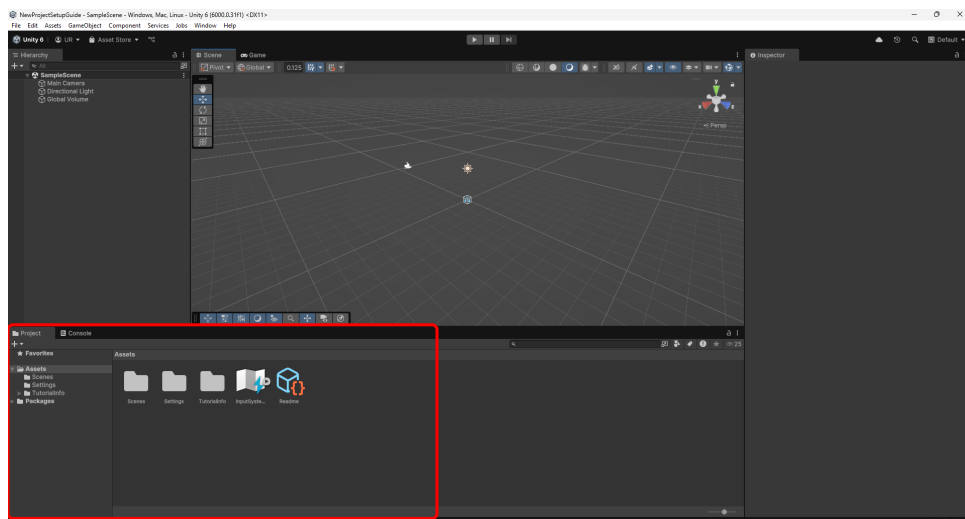 NewProjectSetupGuide - SampleScene - Windows, Mac, Linux - Unity 6 (6000.0.31f1) <DX11>
File Edit Assets GameObject Component Services Jobs Window Help
Unity 6 UR Asset Store
Default
Hierarchy
Scene Game
Inspector
All
Pivot Global 0.125
SampleScene
Main Camera
Directional Light
Global Volume
y
x
Persp
Project Console
25
Favorites
Assets
Assets
Scenes
Settings
TutorialInfo
Packages
Scenes Settings TutorialInfo InputSyste... Readme